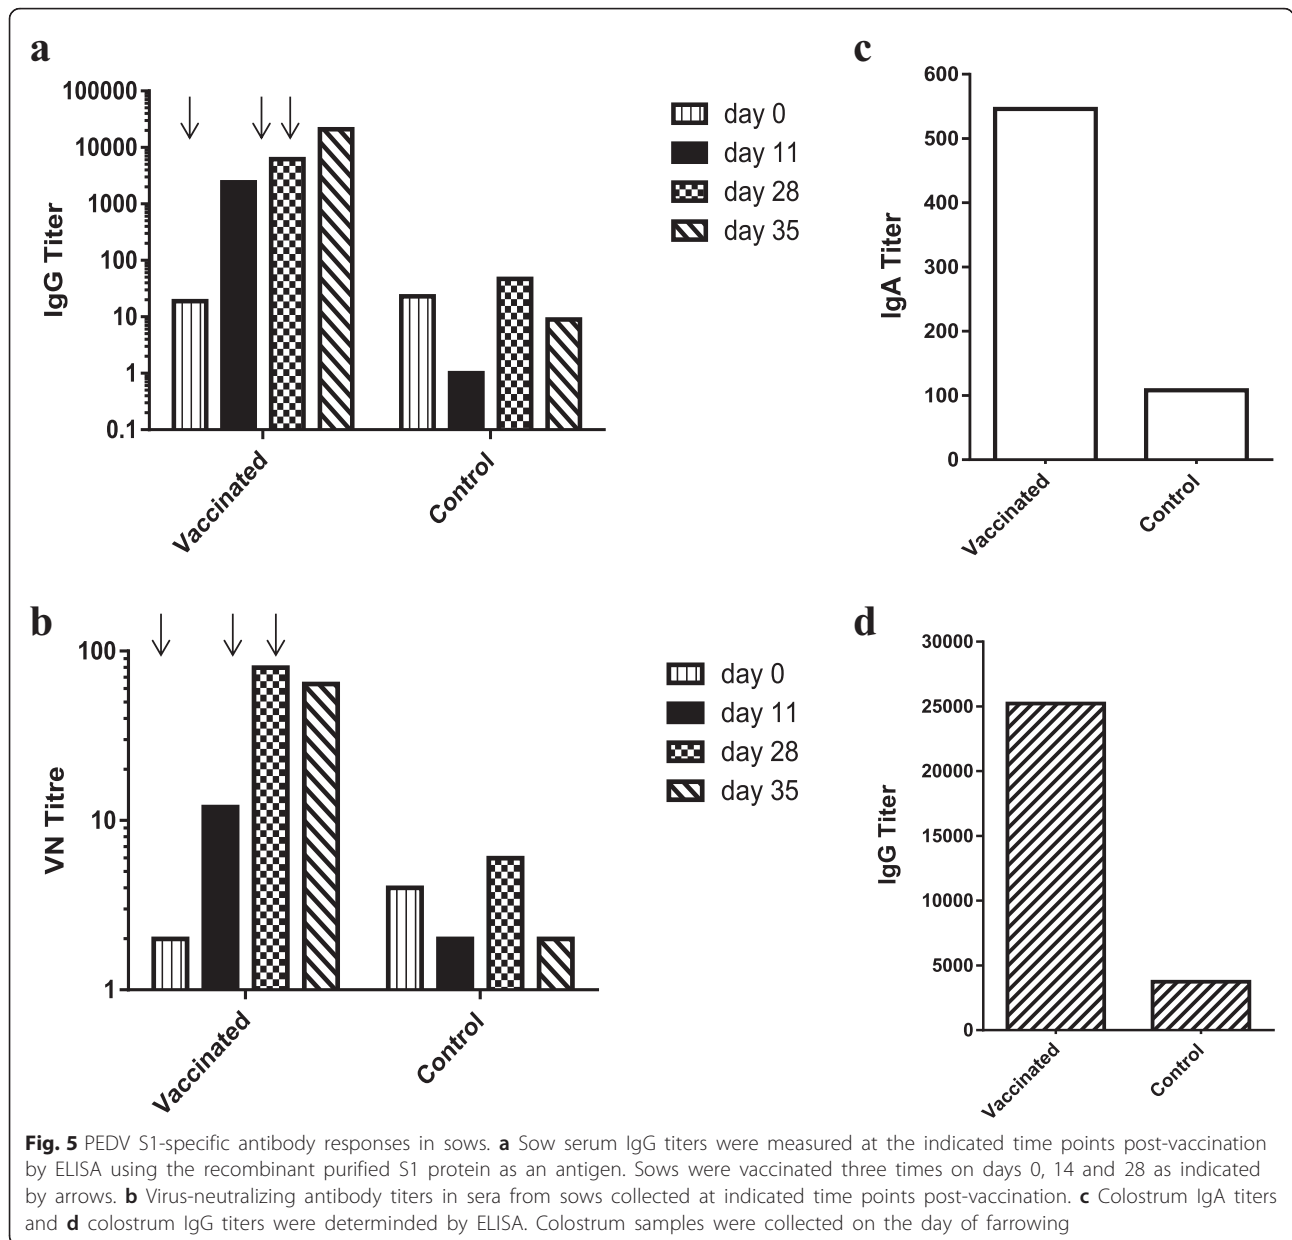 a
100000
10000
1000
100
10
1
0.1
IgG Titer
Vaccinated
Control
day 0
day 11
day 28
day 35
c
600
500
400
300
200
100
0
IgA Titer
Vaccinated
Control
b
100
10
1
VN Titre
Vaccinated
Control
day 0
day 11
day 28
day 35
d
30000
25000
20000
15000
10000
5000
0
IgG Titer
Vaccinated
Control
Fig. 5 PEDV S1-specific antibody responses in sows. a Sow serum IgG titers were measured at the indicated time points post-vaccination
by ELISA using the recombinant purified S1 protein as an antigen. Sows were vaccinated three times on days 0, 14 and 28 as indicated
by arrows. b Virus-neutralizing antibody titers in sera from sows collected at indicated time points post-vaccination. c Colostrum IgA titers
and d colostrum IgG titers were determinded by ELISA. Colostrum samples were collected on the day of farrowing